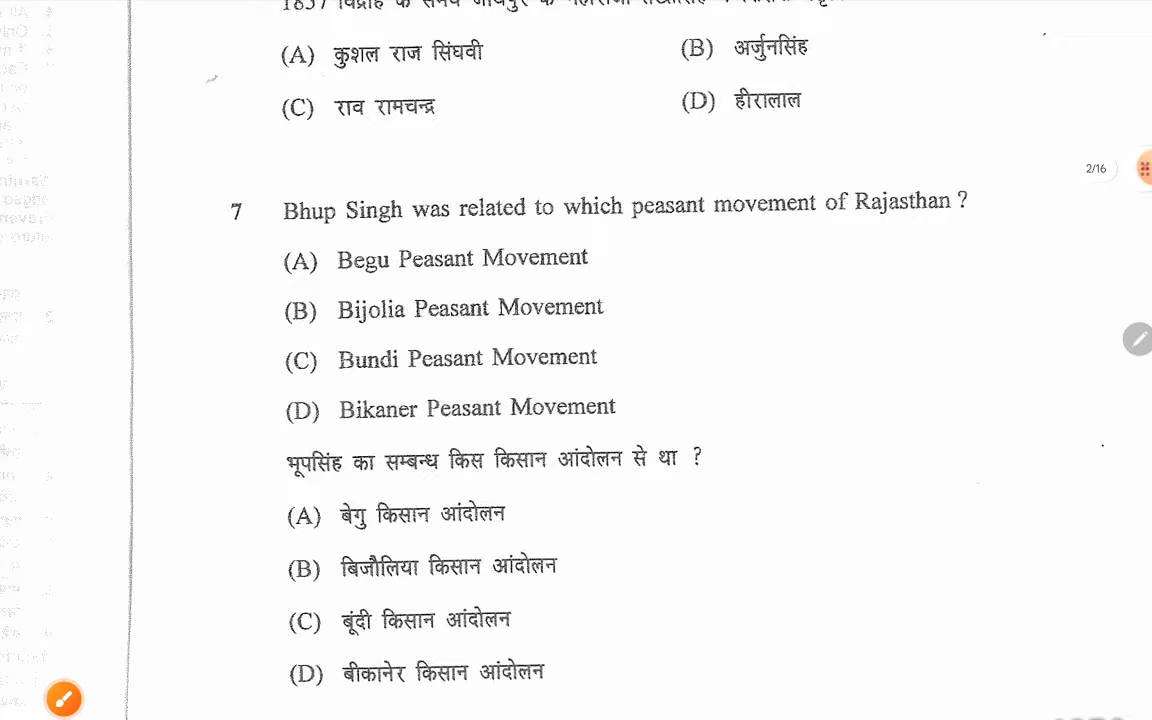 (A) कुशल राज सिंघवी
(B) अर्जुनसिंह
(C) राव रामचन्द्र
(D) हीरालाल
2/16
7 Bhup Singh was related to which peasant movement of Rajasthan ?
(A) Begu Peasant Movement
(B) Bijolia Peasant Movement
(C) Bundi Peasant Movement
(D) Bikaner Peasant Movement
भूपसिंह का सम्बन्ध किस किसान आंदोलन से था ?
(A) बेगु किसान आंदोलन
(B) बिजौलिया किसान आंदोलन
(C) बूंदी किसान आंदोलन
(D) बीकानेर किसान आंदोलन